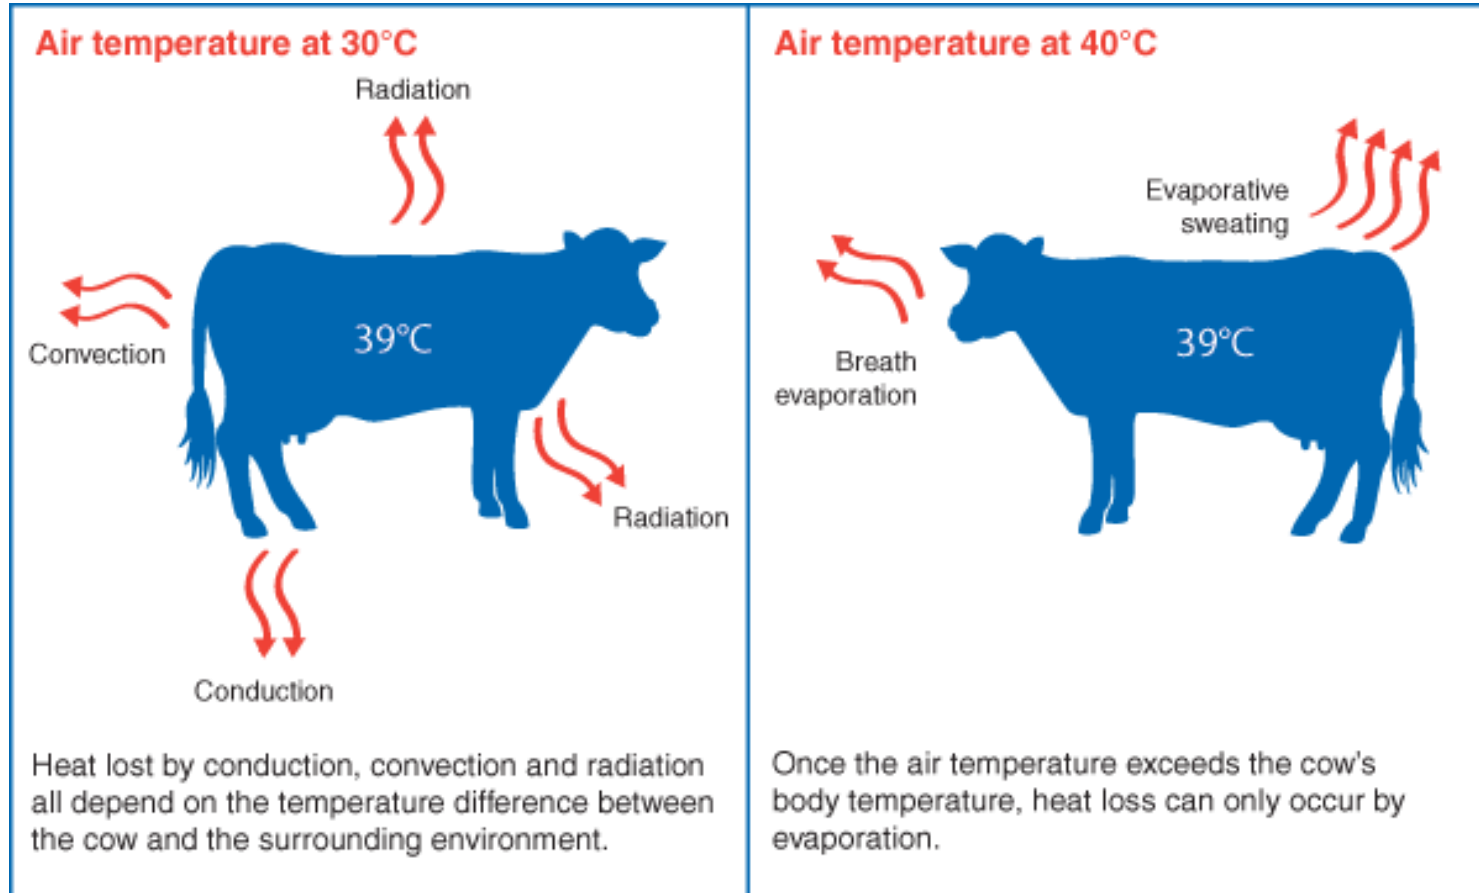 Air temperature at 30°C
Radiation
Convection
39°C
Radiation
Conduction
Heat lost by conduction, convection and radiation
all depend on the temperature difference between
the cow and the surrounding environment.
Air temperature at 40°C
Evaporative
sweating
Breath
evaporation
39°C
Once the air temperature exceeds the cow's
body temperature, heat loss can only occur by
evaporation.